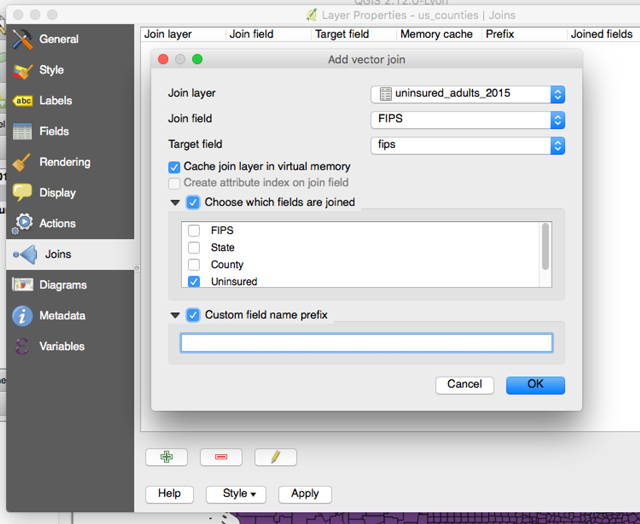 QGIS 2.12.0-Lyon
Layer Properties - us_counties | Joins
General
Style
Labels
Fields
Rendering
Display
Actions
Joins
Diagrams
Metadata
Variables
abc
Join layer Join field Target field Memory cache Prefix Joined fields
Add vector join
Join layer uninsured_adults_2015
Join field FIPS
Target field fips
Cache join layer in virtual memory
Create attribute index on join field
Choose which fields are joined
FIPS
State
County
Uninsured
Custom field name prefix
Cancel OK
Help Style Apply